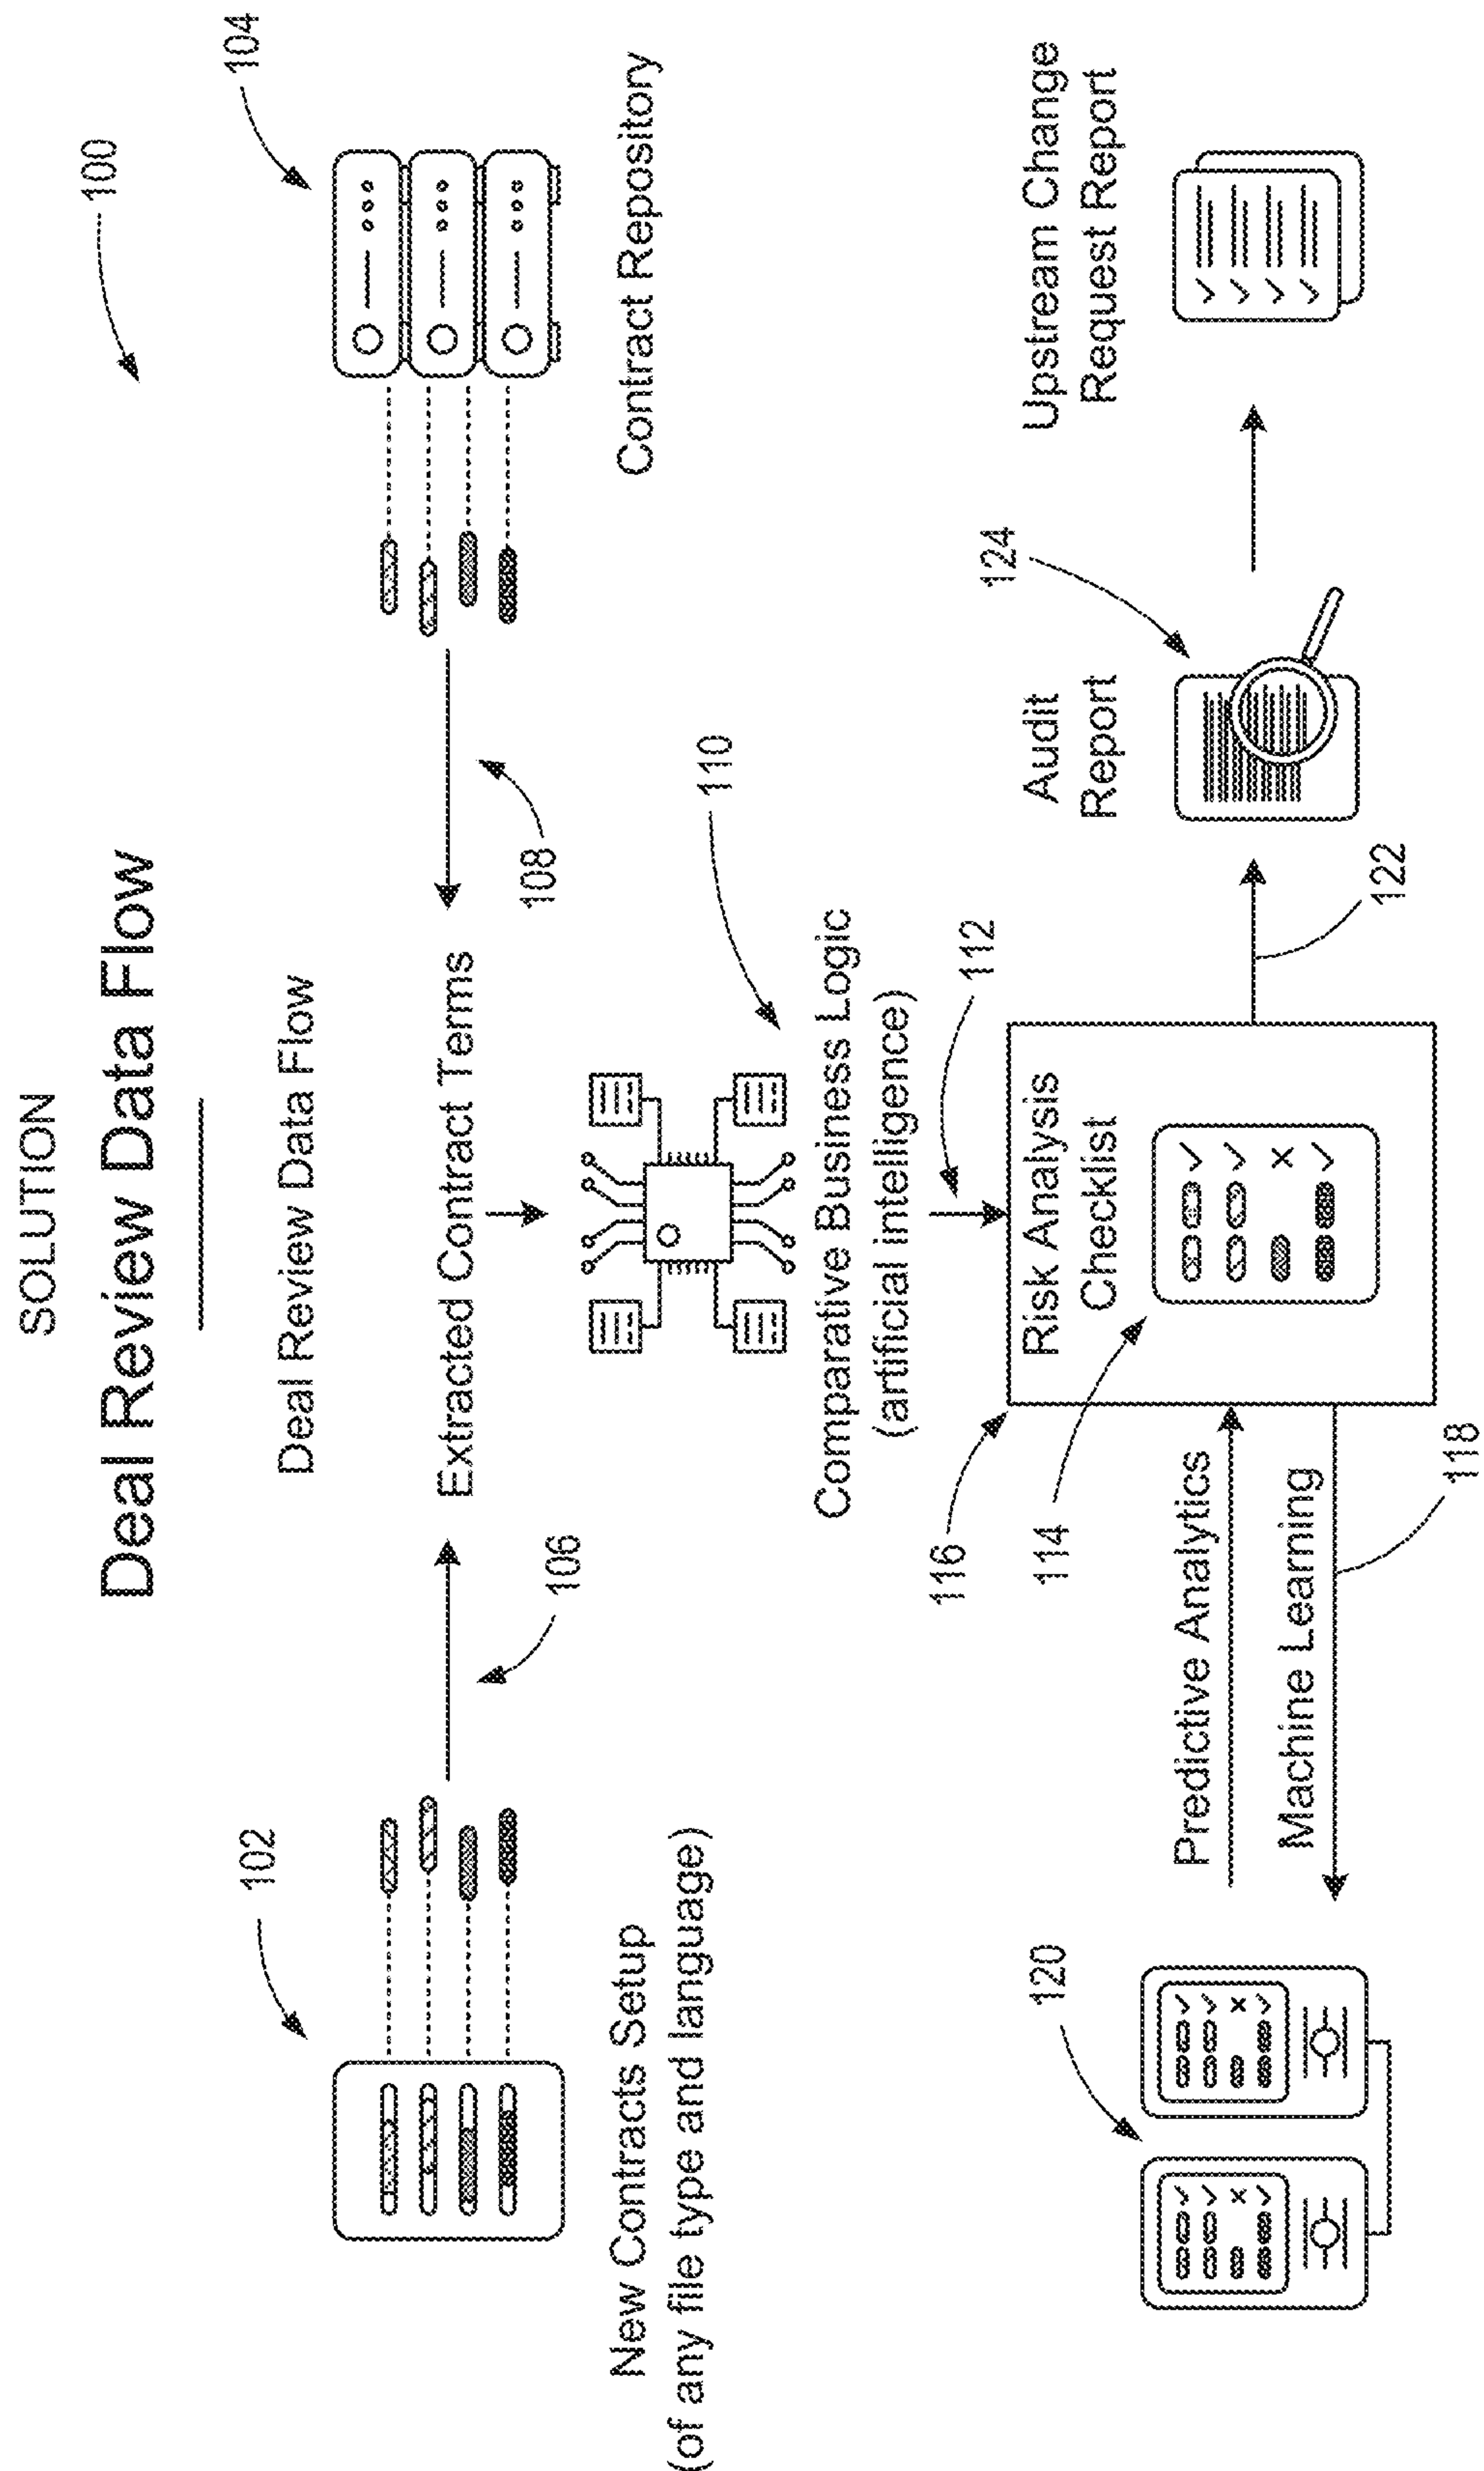 SOLUTION
Deal Review Data Flow
100
Deal Review Data Flow
102
104
Extracted Contract Terms
106
108
New Contracts Setup
(of any file type and language)
Contract Repository
110
Comparative Business Logic
(artificial intelligence)
112
116
114
Risk Analysis
Checklist
120
Predictive Analytics
Machine Learning
118
122
Audit
Report
124
Upstream Change
Request Report